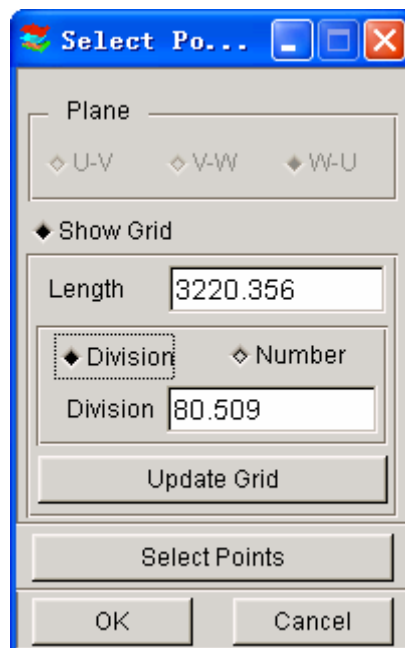 Select Po...
Plane
U-V V-W W-U
Show Grid
Length 3220.356
Division Number
Division 80.509
Update Grid
Select Points
OK Cancel